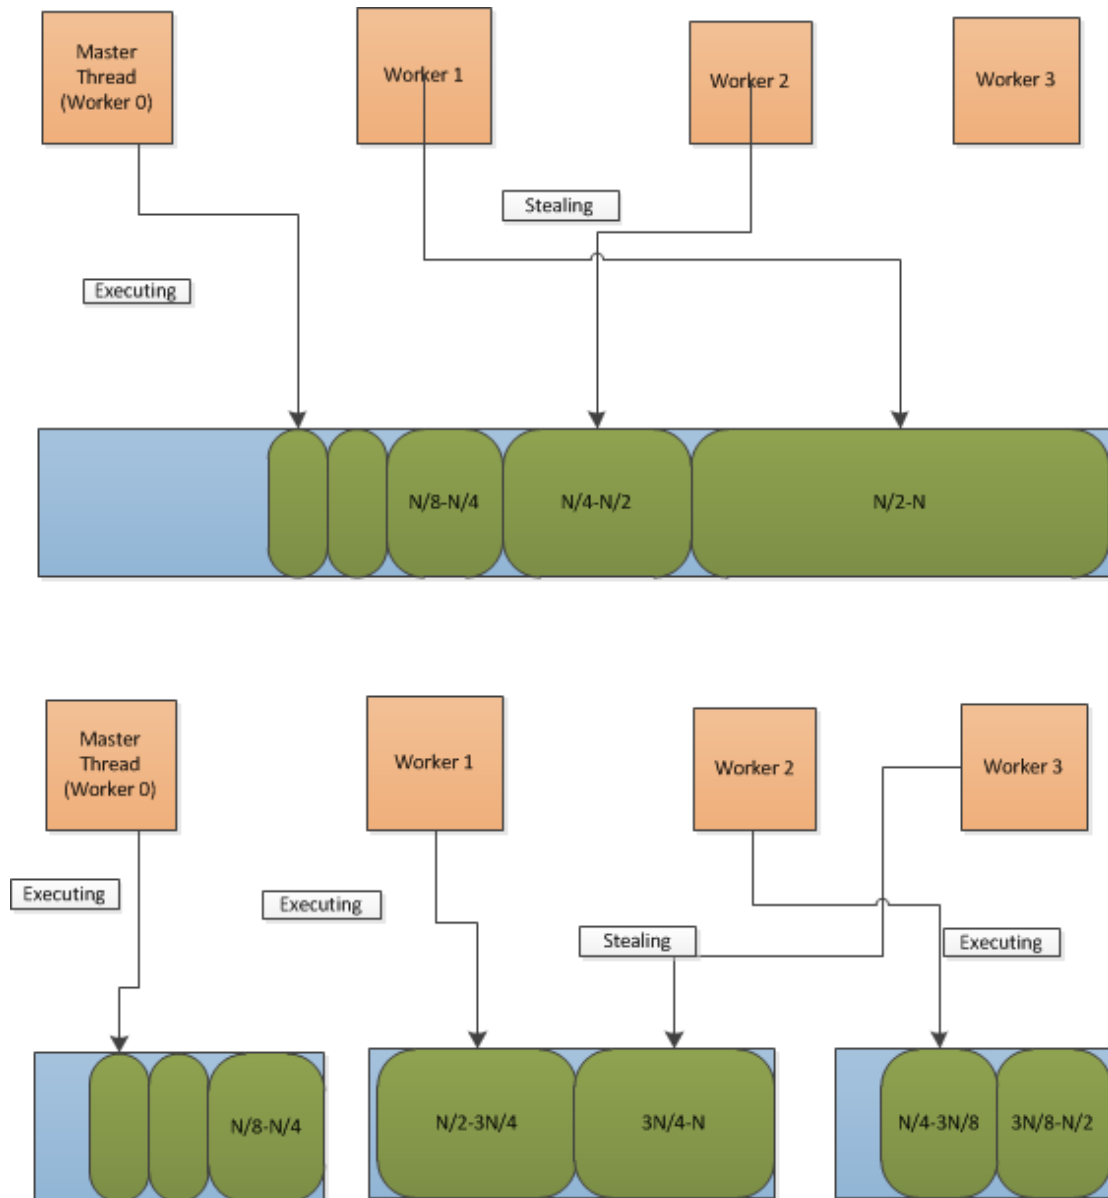 Master
Thread
(Worker 0)
Worker 1
Worker 2
Worker 3
Stealing
Executing
N/8-N/4
N/4-N/2
N/2-N
Master
Thread
(Worker 0)
Worker 1
Worker 2
Worker 3
Executing
Executing
Stealing
Executing
N/8-N/4
N/2-3N/4
3N/4-N
N/4-3N/8
3N/8-N/2